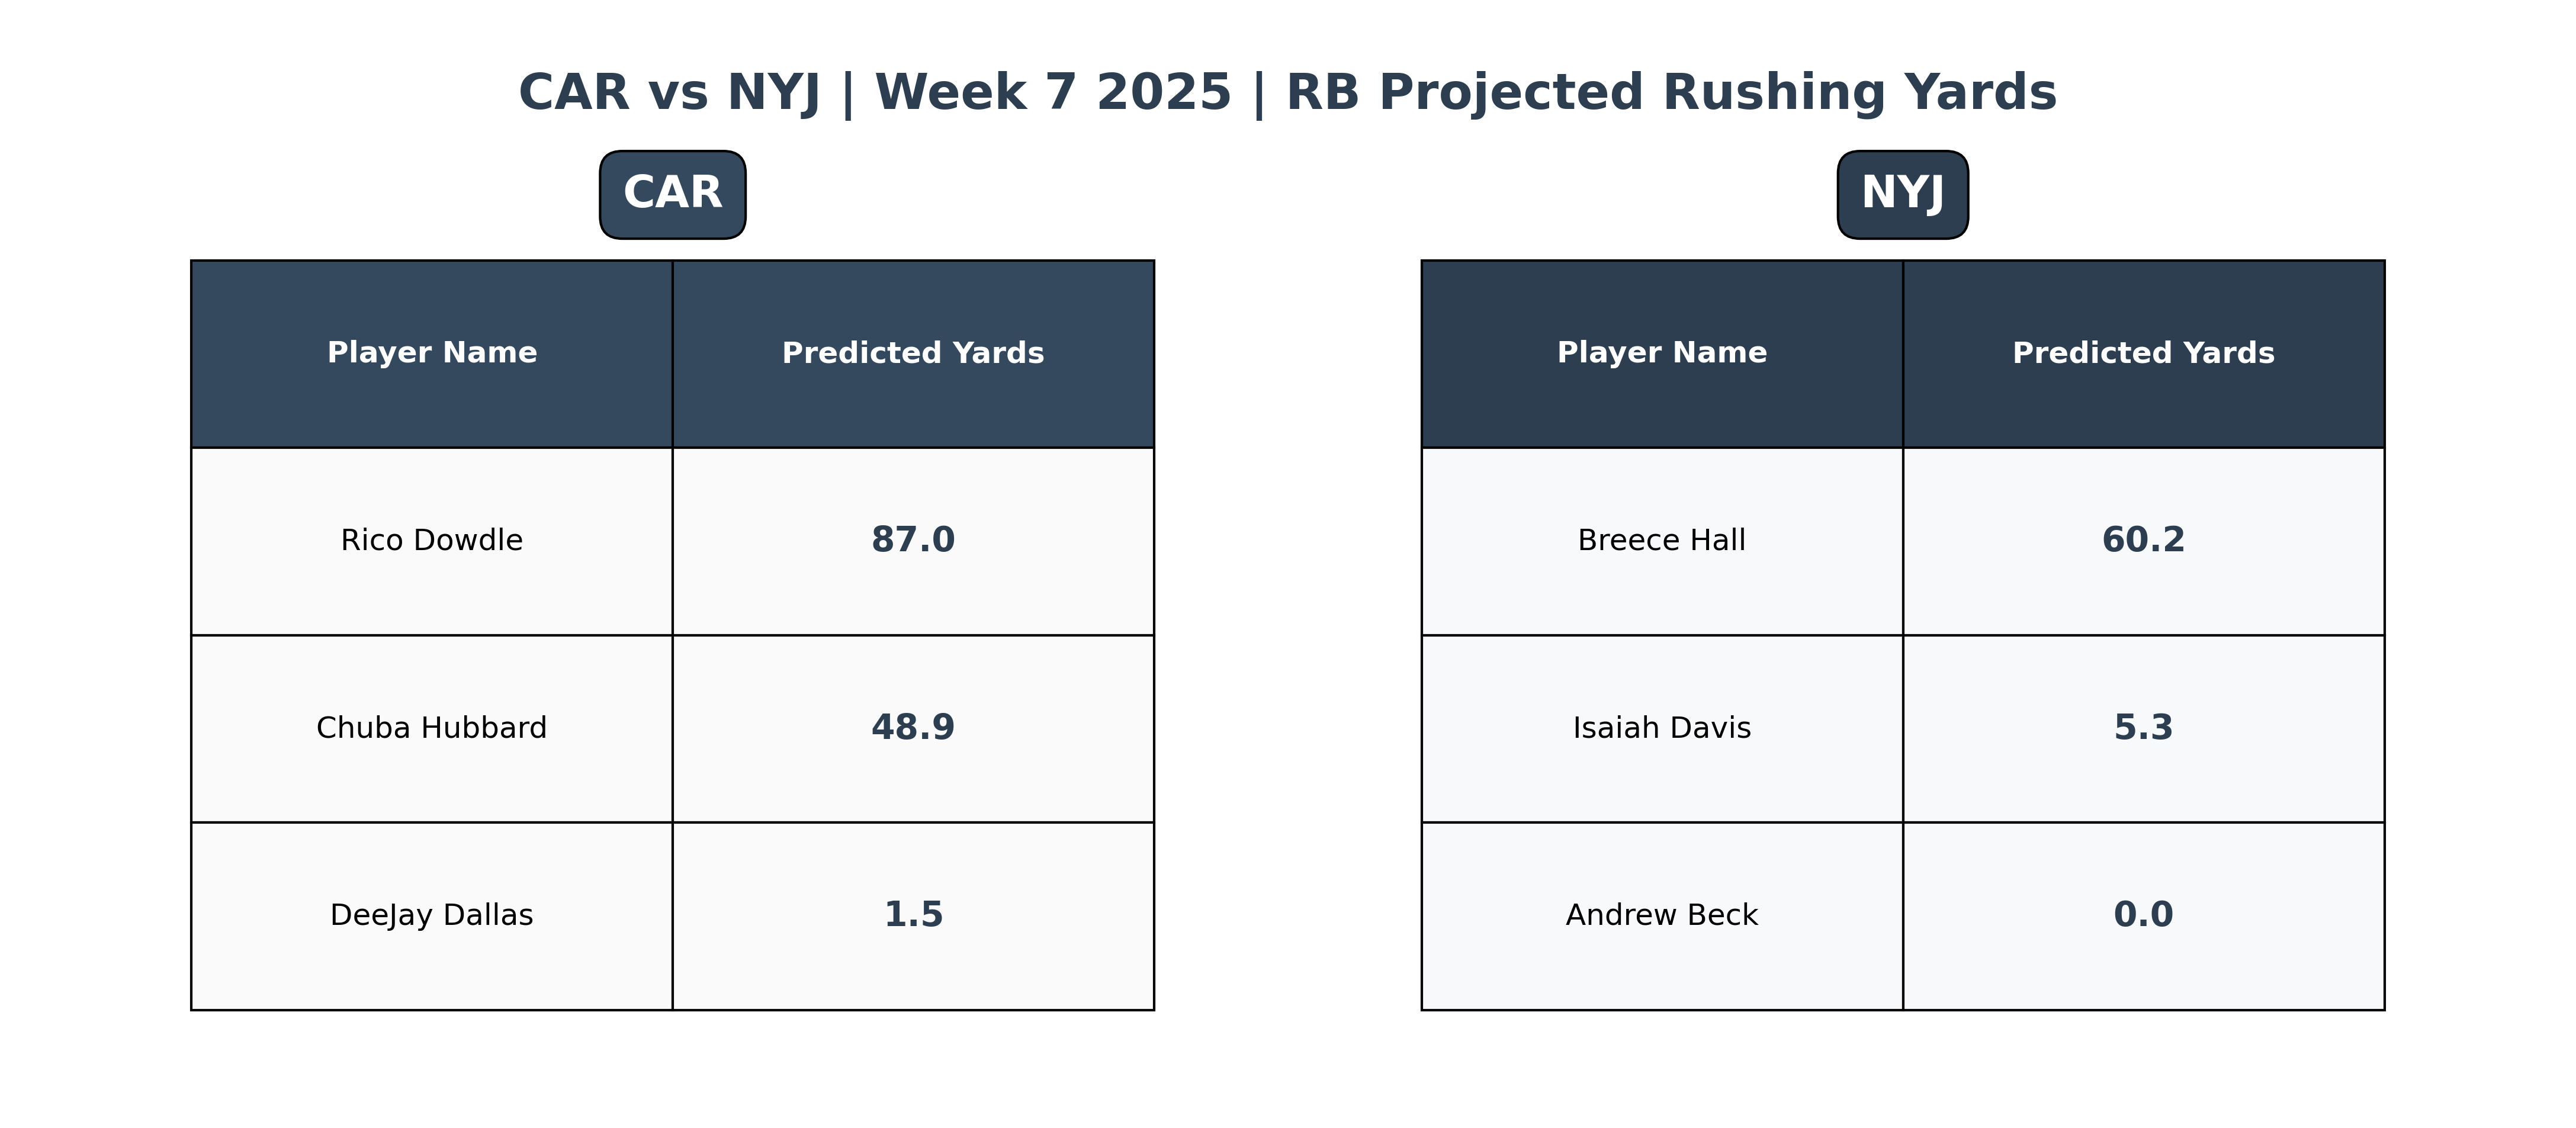 CAR vs NYJ | Week 7 2025 | RB Projected Rushing Yards
CAR
Player Name Predicted Yards
Rico Dowdle 87.0
Chuba Hubbard 48.9
DeeJay Dallas 1.5
NYJ
Player Name Predicted Yards
Breece Hall 60.2
Isaiah Davis 5.3
Andrew Beck 0.0